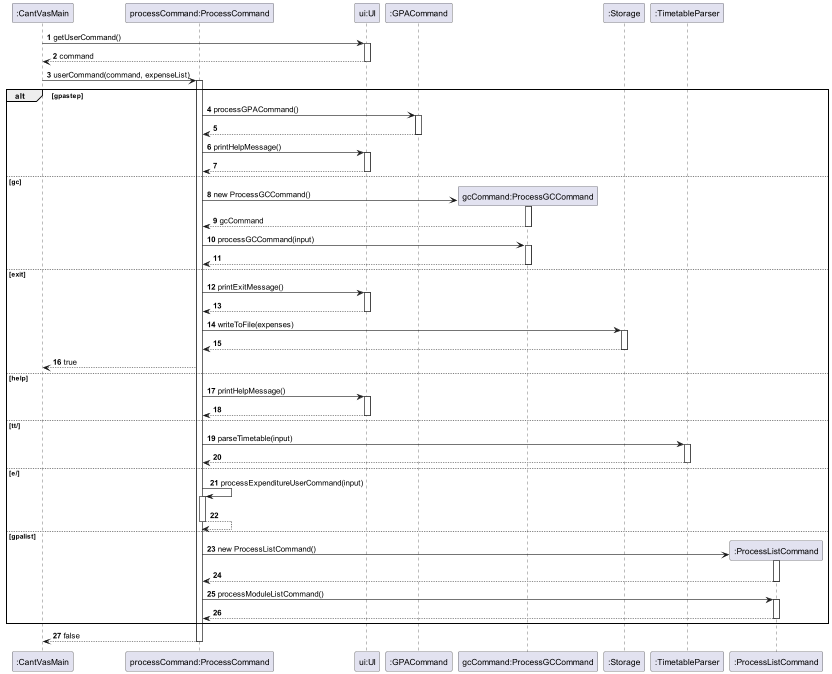 :CantVasMain
processCommand:ProcessCommand
ui:UI
:GPACommand
:Storage
:TimetableParser
1 getUserCommand()
2 command
3 userCommand(command, expenseList)
alt
[gpastep]
4 processGPACommand()
5
6 printHelpMessage()
7
[gc]
8 new ProcessGCCommand()
gcCommand:ProcessGCCommand
9 gcCommand
10 processGCCommand(input)
11
[exit]
12 printExitMessage()
13
14 writeToFile(expenses)
15
16 true
[help]
17 printHelpMessage()
18
[tt/]
19 parseTimetable(input)
20
[e/]
21 processExpenditureUserCommand(input)
22
[gpalist]
23 new ProcessListCommand()
:ProcessListCommand
24
25 processModuleListCommand()
26
27 false
:CantVasMain
processCommand:ProcessCommand
ui:UI
:GPACommand
gcCommand:ProcessGCCommand
:Storage
:TimetableParser
:ProcessListCommand